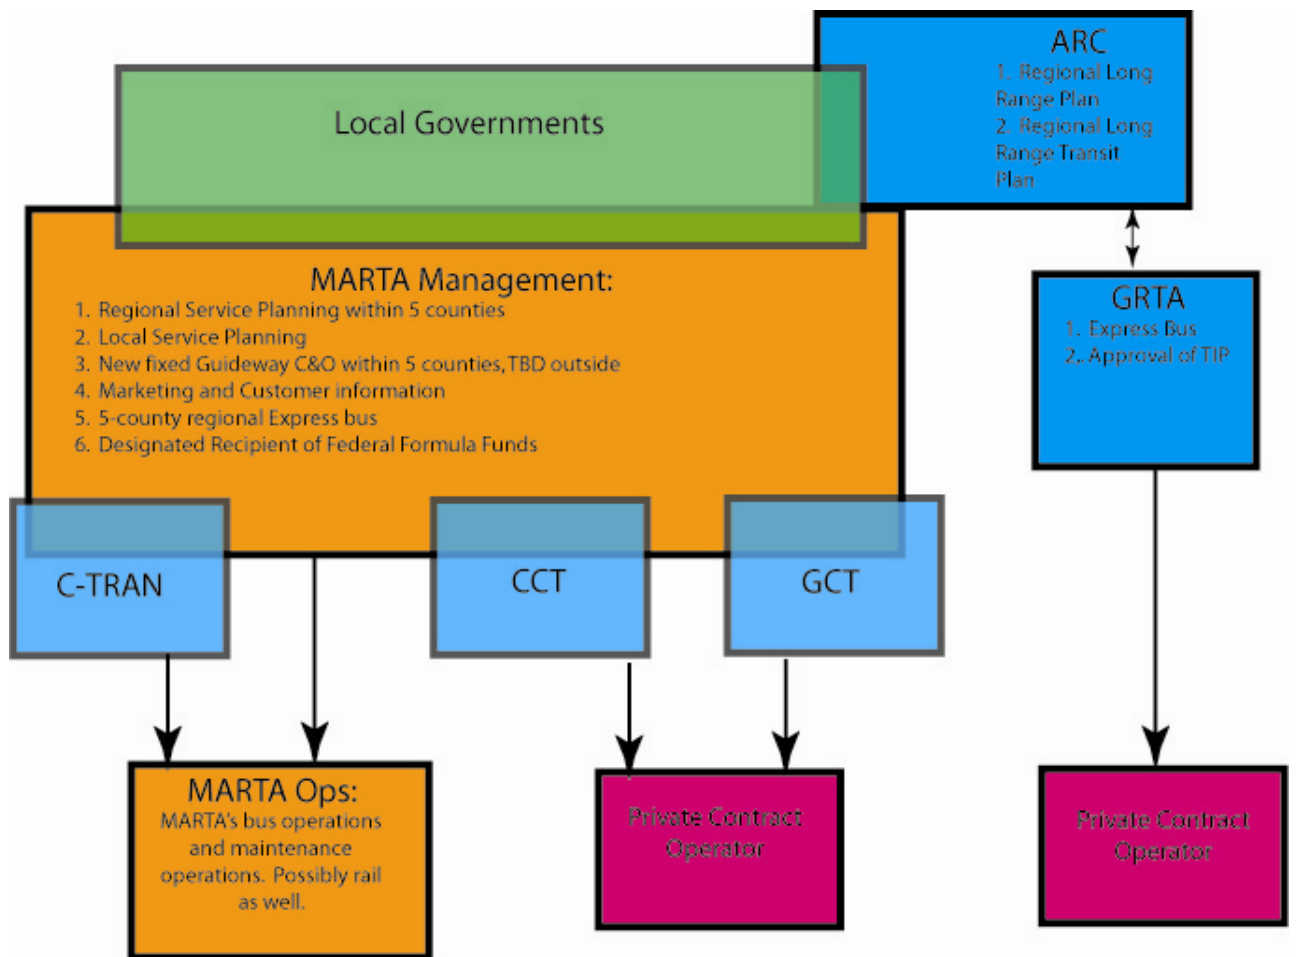 ARC
1. Regional Long
Range Plan
2. Regional Long
Range Transit
Plan
Local Governments
MARTA Management:
1. Regional Service Planning within 5 counties
2. Local Service Planning
3. New fixed Guideway C&O within 5 counties, TBD outside
4. Marketing and Customer information
5. 5-county regional Express bus
6. Designated Recipient of Federal Formula Funds
GRTA
1. Express Bus
2. Approval of TIP
C-TRAN
CCT
GCT
MARTA Ops:
MARTA's bus operations
and maintenance
operations. Possibly rail
as well.
Private Contract
Operator
Private Contract
Operator